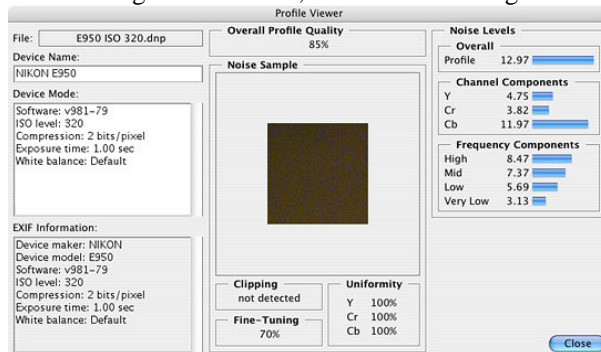 Profile Viewer
File: E950 ISO 320.dnp
Device Name:
NIKON E950
Device Mode:
Software: v981-79
ISO level: 320
Compression: 2 bits/pixel
Exposure time: 1.00 sec
White balance: Default
EXIF Information:
Device maker: NIKON
Device model: E950
Software: v981-79
ISO level: 320
Compression: 2 bits/pixel
Exposure time: 1.00 sec
White balance: Default
Overall Profile Quality
85%
Noise Sample
Clipping
not detected
Fine-Tuning
70%
Uniformity
Y 100%
Cr 100%
Cb 100%
Noise Levels
Overall
Profile 12.97
Channel Components
Y 4.75
Cr 3.82
Cb 11.97
Frequency Components
High 8.47
Mid 7.37
Low 5.69
Very Low 3.13
Close